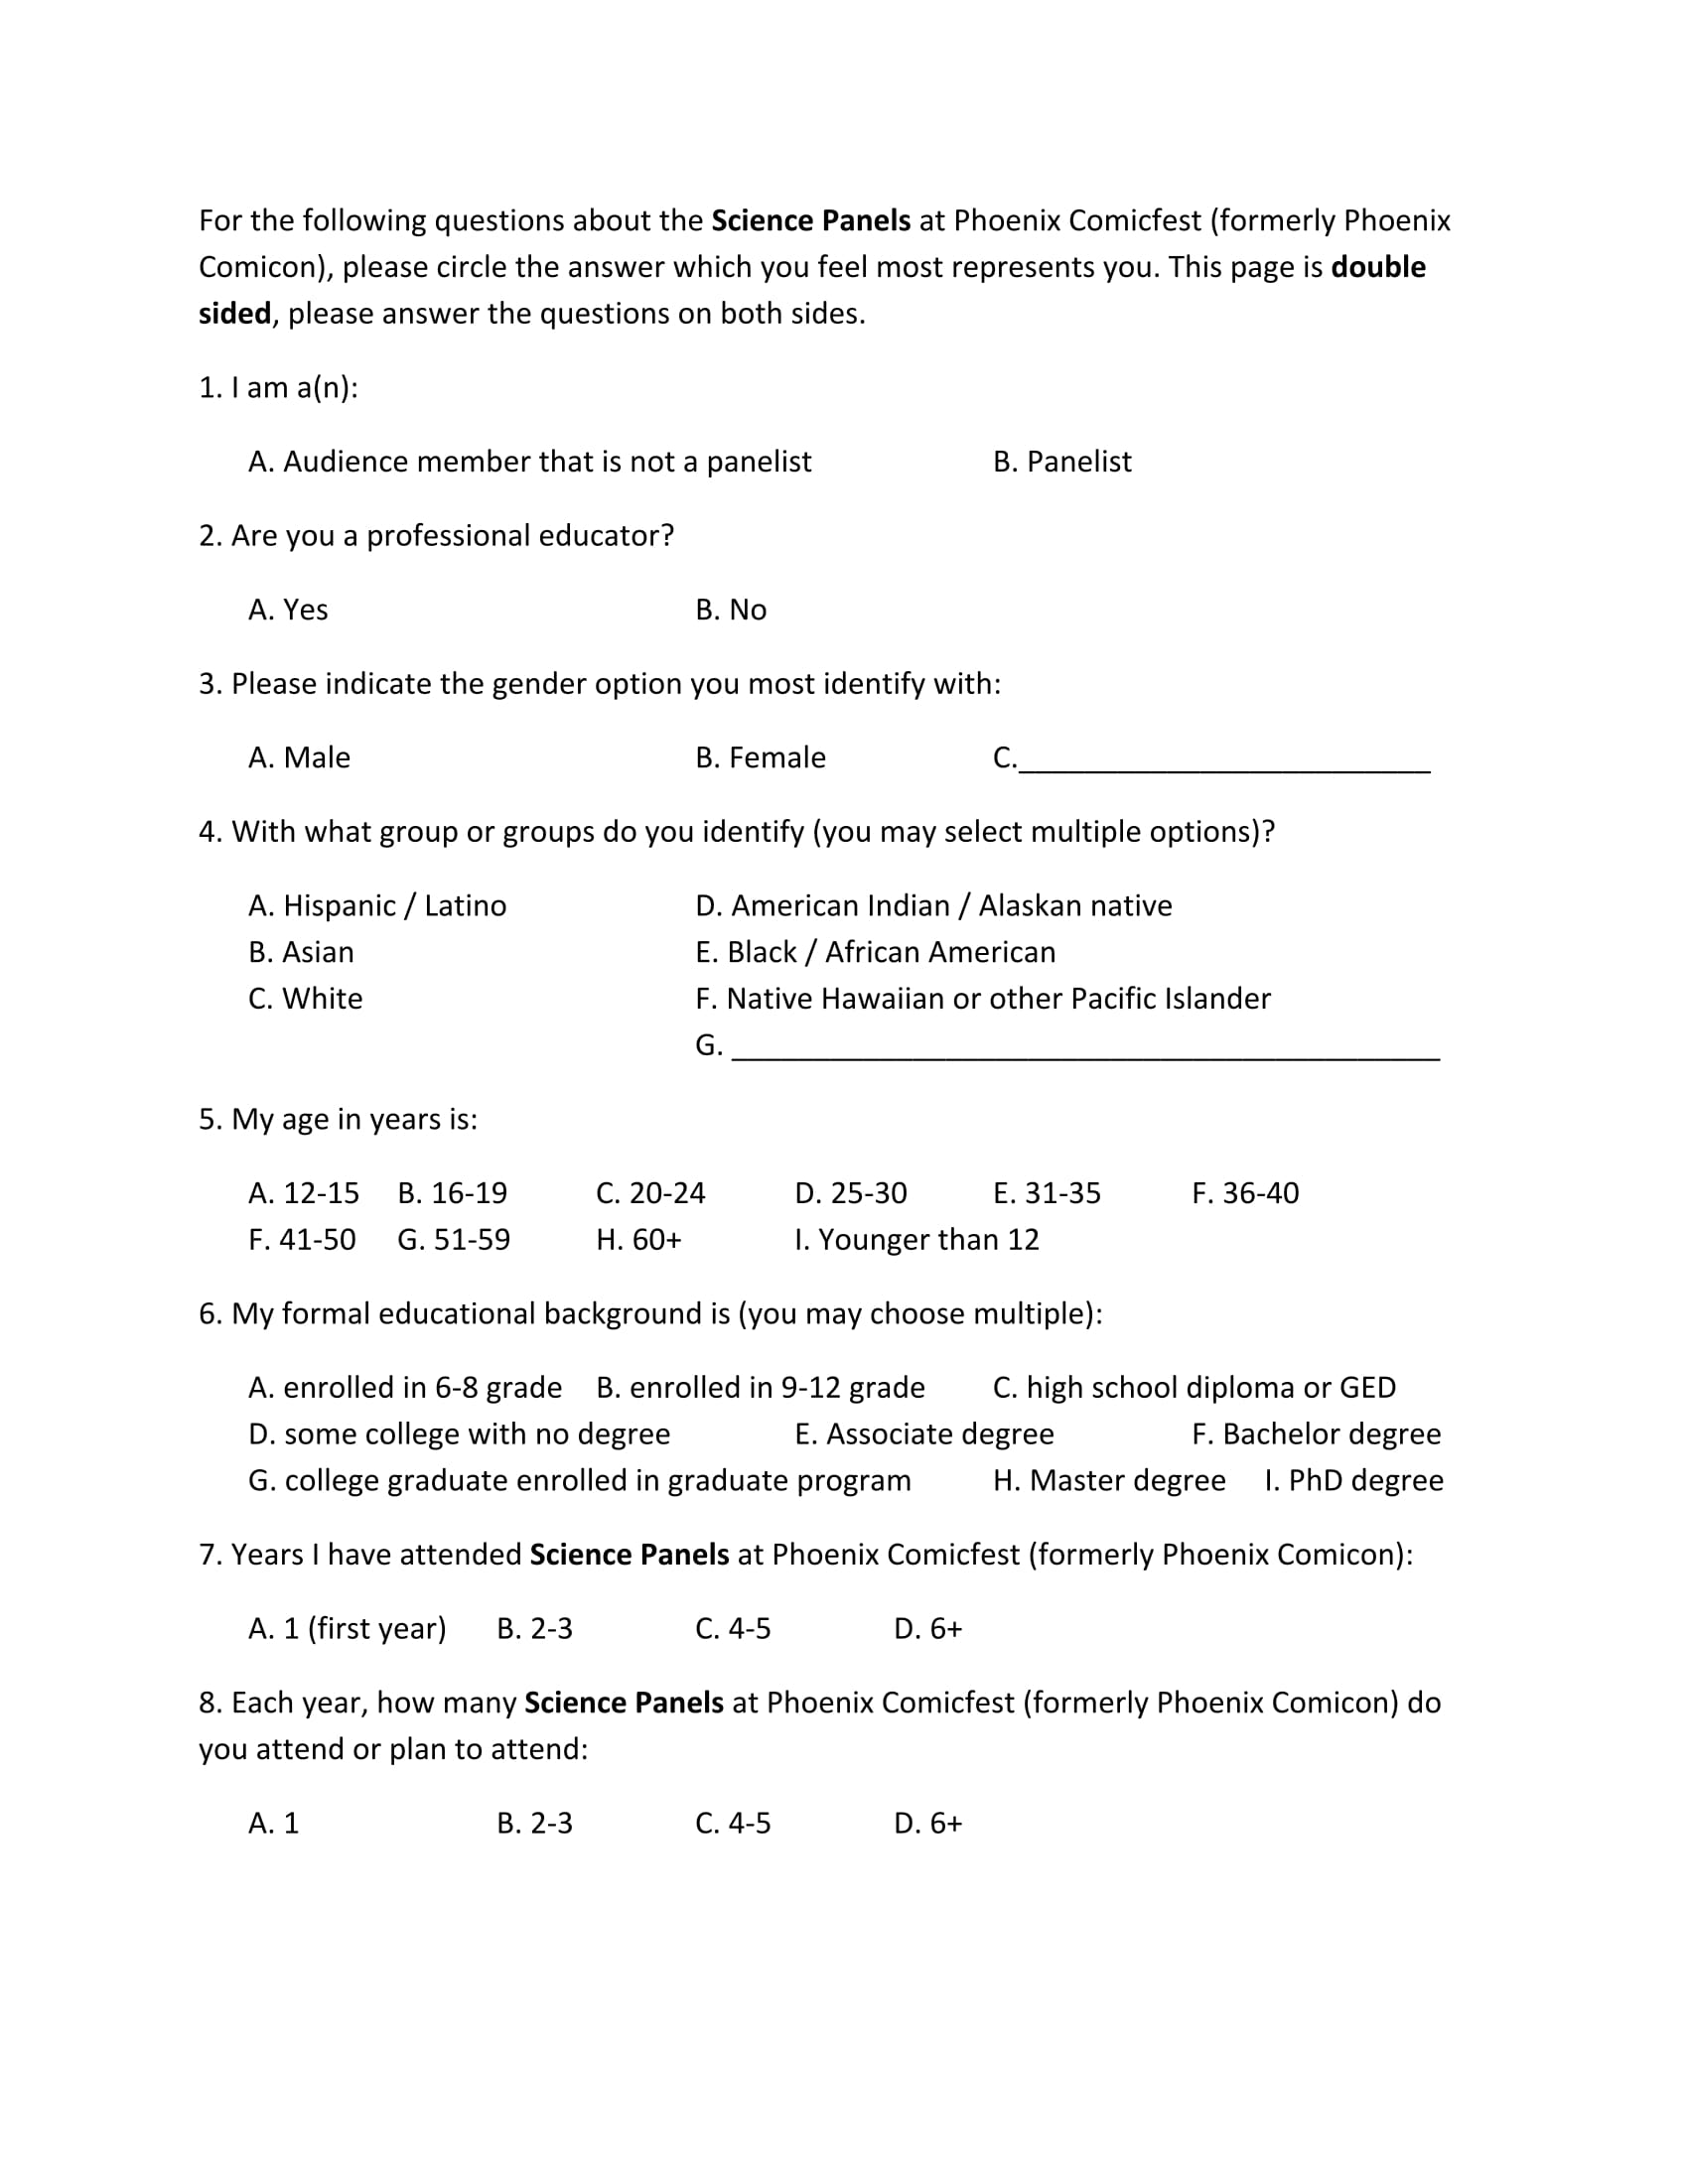 For the following questions about the Science Panels at Phoenix Comicfest (formerly Phoenix
Comicon), please circle the answer which you feel most represents you. This page is double
sided, please answer the questions on both sides.
1. I am a(n):
A. Audience member that is not a panelist B. Panelist
2. Are you a professional educator?
A. Yes B. No
3. Please indicate the gender option you most identify with:
A. Male B. Female C.__________________________
4. With what group or groups do you identify (you may select multiple options)?
A. Hispanic / Latino D. American Indian / Alaskan native
B. Asian E. Black / African American
C. White F. Native Hawaiian or other Pacific Islander
G. _____________________________________________
5. My age in years is:
A. 12-15 B. 16-19 C. 20-24 D. 25-30 E. 31-35 F. 36-40
F. 41-50 G. 51-59 H. 60+ I. Younger than 12
6. My formal educational background is (you may choose multiple):
A. enrolled in 6-8 grade B. enrolled in 9-12 grade C. high school diploma or GED
D. some college with no degree E. Associate degree F. Bachelor degree
G. college graduate enrolled in graduate program H. Master degree I. PhD degree
7. Years I have attended Science Panels at Phoenix Comicfest (formerly Phoenix Comicon):
A. 1 (first year) B. 2-3 C. 4-5 D. 6+
8. Each year, how many Science Panels at Phoenix Comicfest (formerly Phoenix Comicon) do
you attend or plan to attend:
A. 1 B. 2-3 C. 4-5 D. 6+